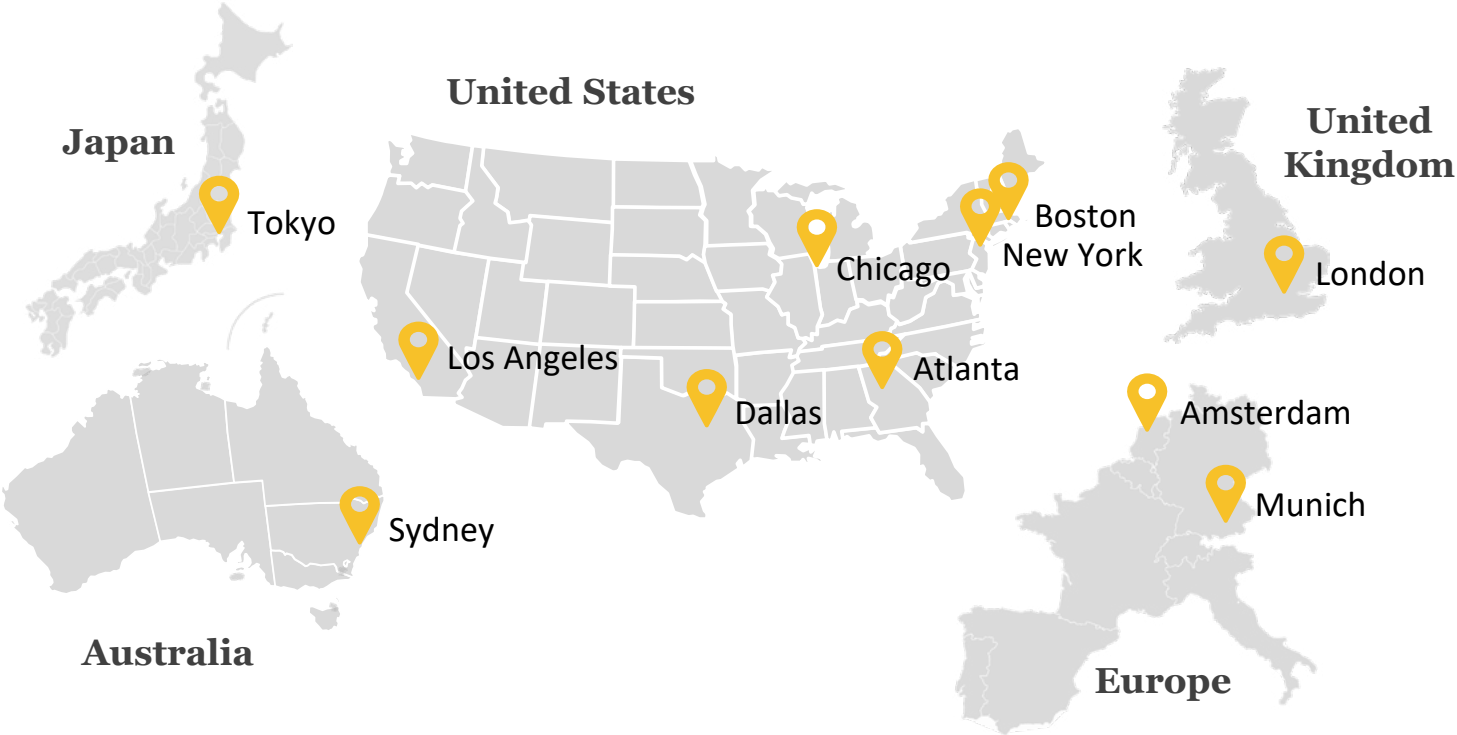 United States
Japan
United
Kingdom
Tokyo
Boston
New York
Chicago
London
Los Angeles
Atlanta
Dallas
Amsterdam
Munich
Sydney
Australia
Europe